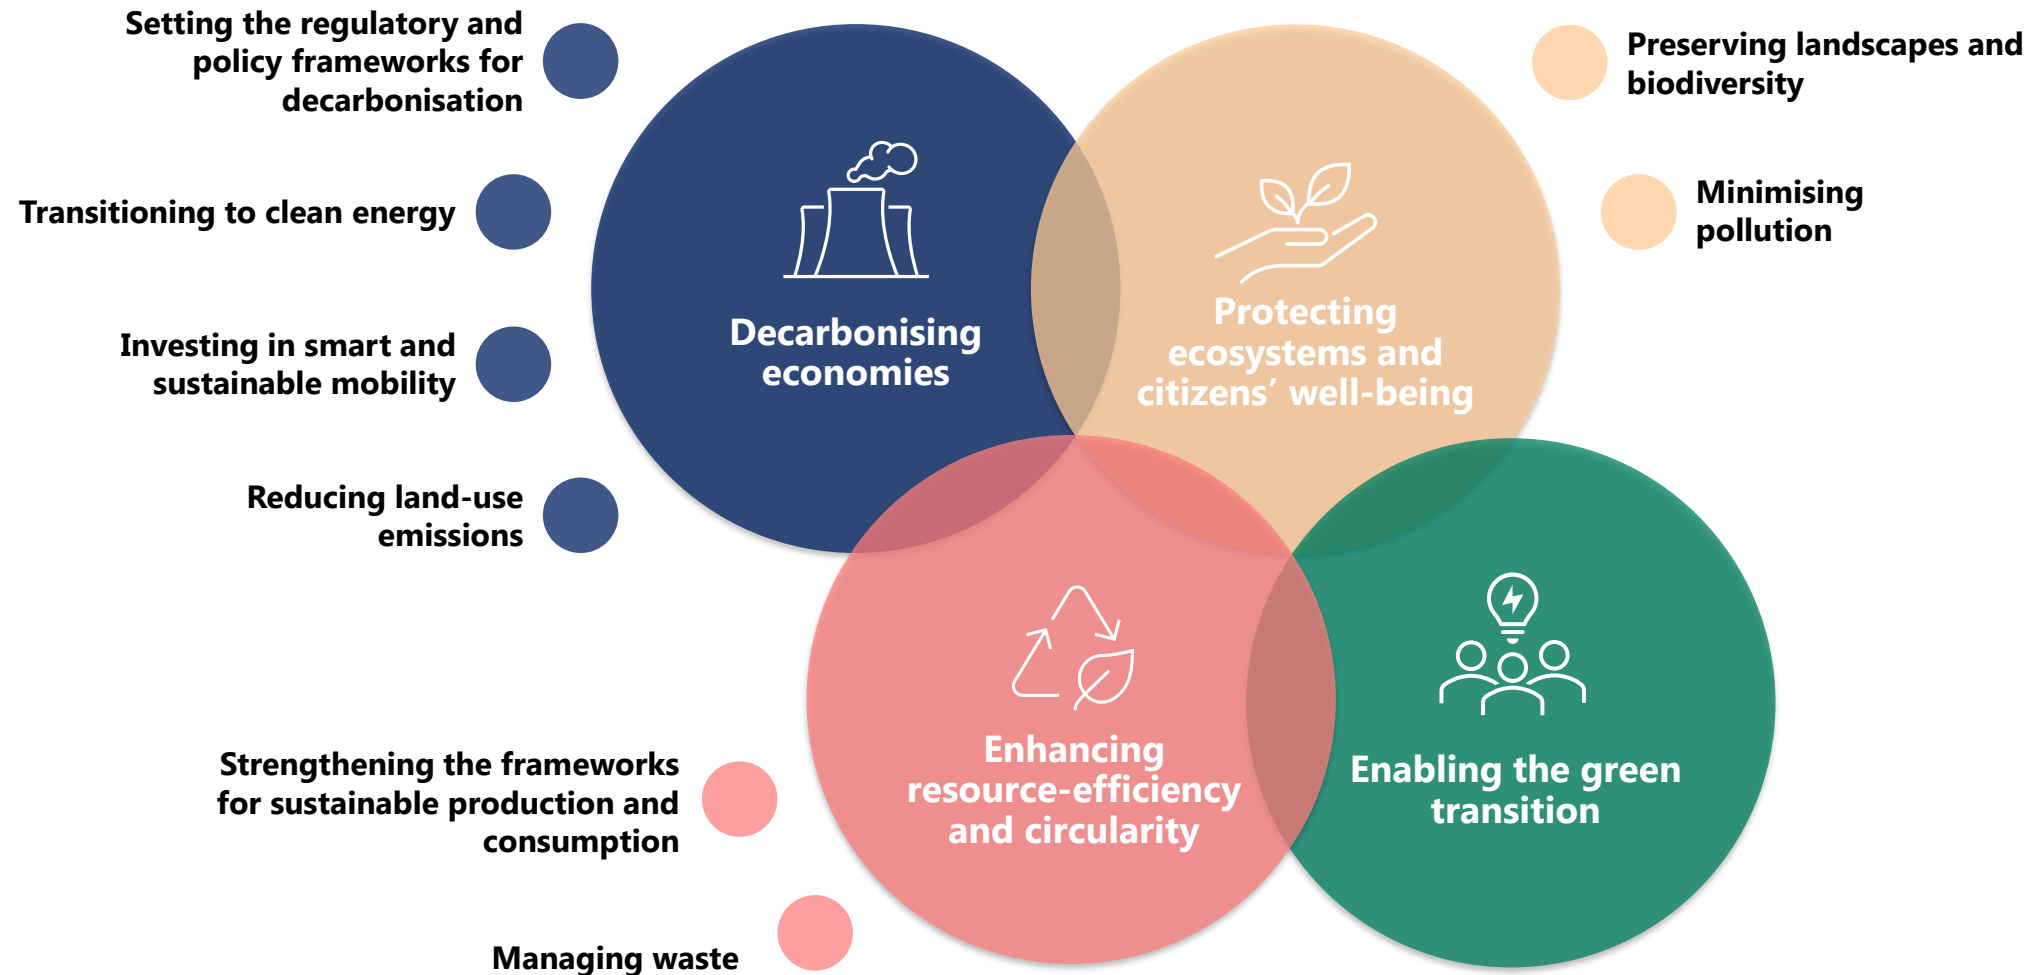 Setting the regulatory and
policy frameworks for
decarbonisation
Transitioning to clean energy
Investing in smart and
sustainable mobility
Reducing land-use
emissions
Decarbonising
economies
Protecting
ecosystems and
citizens’ well-being
Preserving landscapes and
biodiversity
Minimising
pollution
Strengthening the frameworks
for sustainable production and
consumption
Managing waste
Enhancing
resource-efficiency
and circularity
Enabling the green
transition